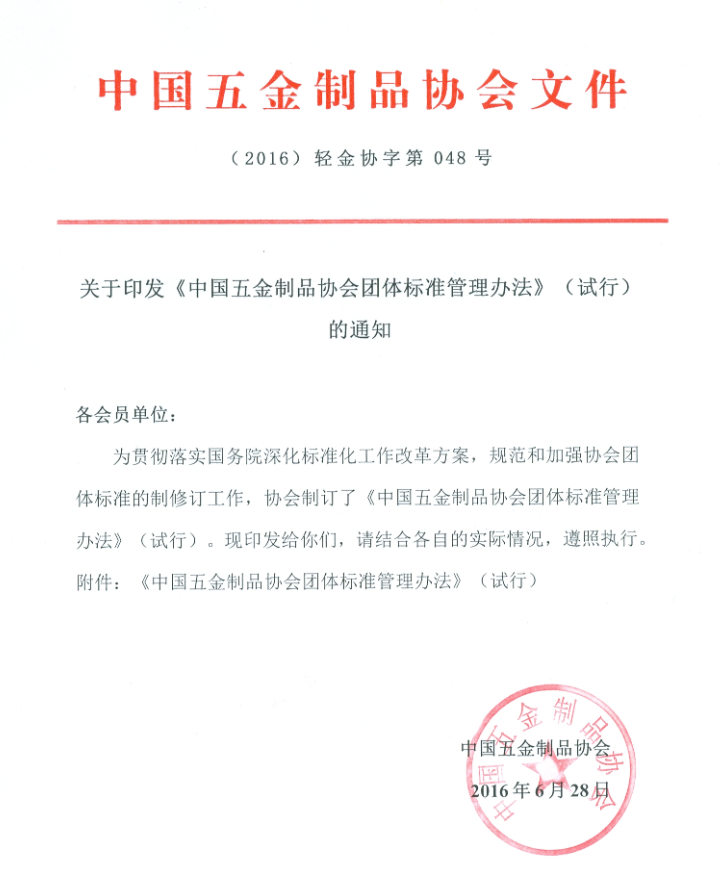 中国五金制品协会文件
（2016）轻金协字第 048 号
关于印发《中国五金制品协会团体标准管理办法》（试行）
的通知
各会员单位：
为贯彻落实国务院深化标准化工作改革方案，规范和加强协会团
体标准的制修订工作，协会制订了《中国五金制品协会团体标准管理
办法》（试行）。现印发给你们，请结合各自的实际情况，遵照执行。
附件：《中国五金制品协会团体标准管理办法》（试行）
中国五金制品协会
中国五金制品协会
2016 年 6 月 28 日